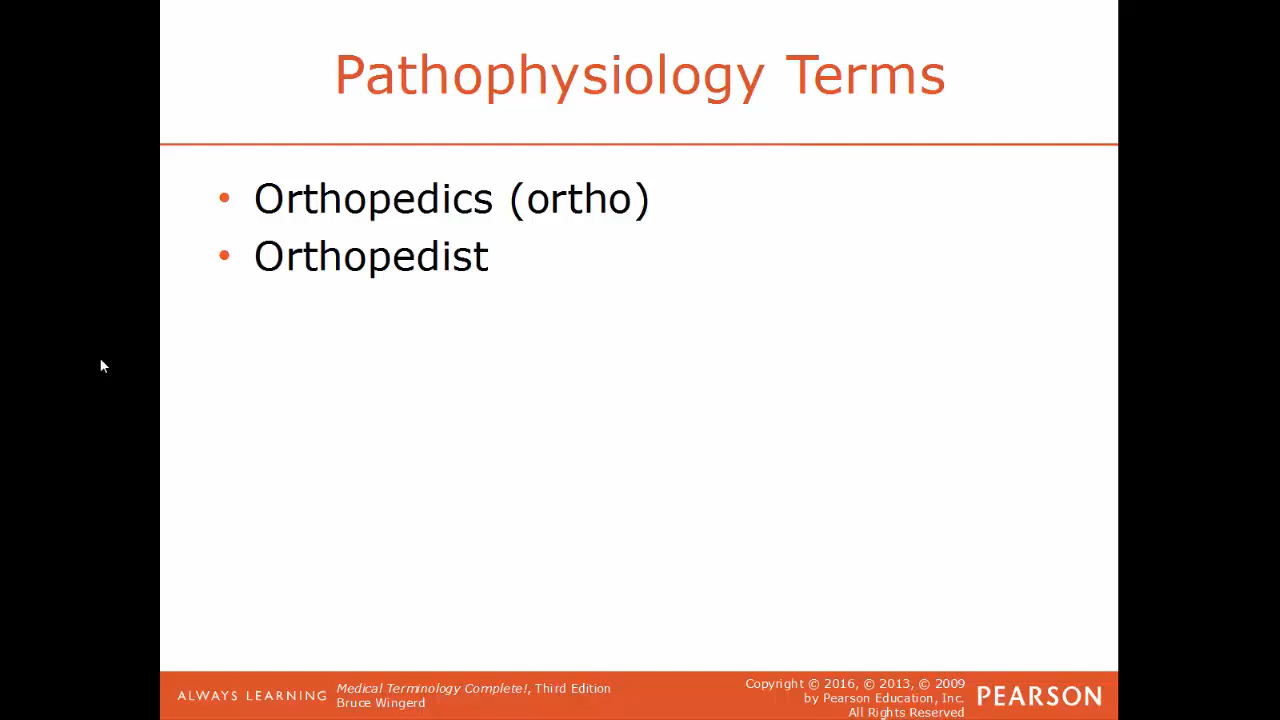 Pathophysiology Terms
• Orthopedics (ortho)
• Orthopedist
ALWAYS LEARNING
Medical Terminology Complete!, Third Edition
Bruce Wingerd
Copyright © 2016, © 2013, © 2009
by Pearson Education, Inc.
All Rights Reserved
PEARSON